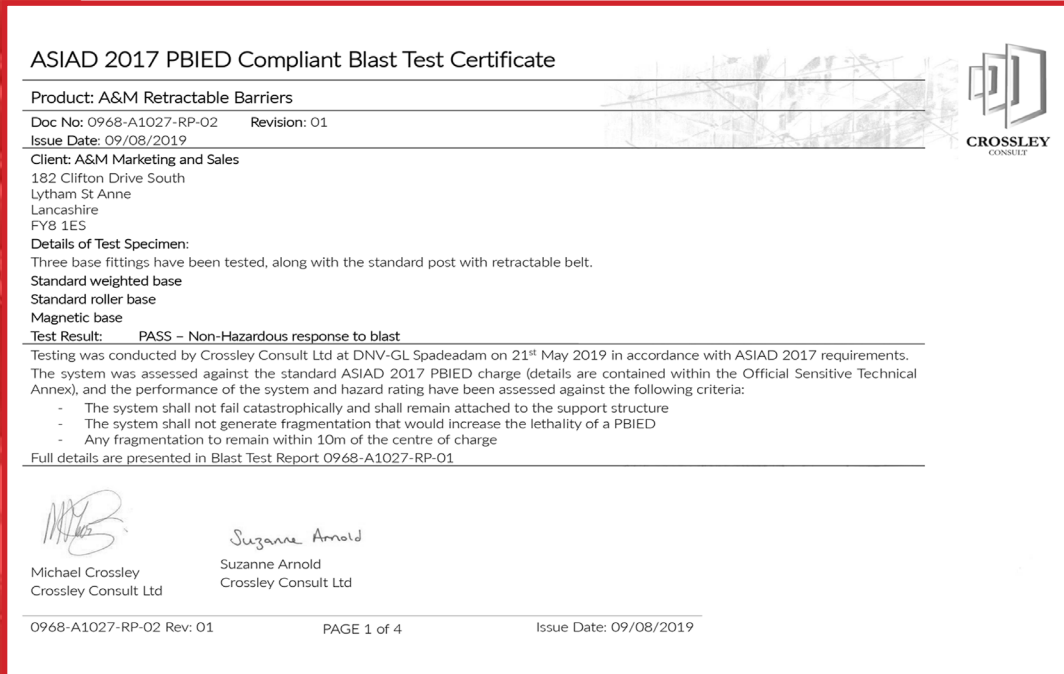 ASIAD 2017 PBIED Compliant Blast Test Certificate
CROSSLEY
CONSULT
Product: A&M Retractable Barriers
Doc No: 0968-A1027-RP-02 Revision: 01
Issue Date: 09/08/2019
Client: A&M Marketing and Sales
182 Clifton Drive South
Lytham St Anne
Lancashire
FY8 1ES
Details of Test Specimen:
Three base fittings have been tested, along with the standard post with retractable belt.
Standard weighted base
Standard roller base
Magnetic base
Test Result: PASS – Non-Hazardous response to blast
Testing was conducted by Crossley Consult Ltd at DNV-GL Spadeadam on 21st May 2019 in accordance with ASIAD 2017 requirements.
The system was assessed against the standard ASIAD 2017 PBIED charge (details are contained within the Official Sensitive Technical
Annex), and the performance of the system and hazard rating have been assessed against the following criteria:
- The system shall not fail catastrophically and shall remain attached to the support structure
- The system shall not generate fragmentation that would increase the lethality of a PBIED
- Any fragmentation to remain within 10m of the centre of charge
Full details are presented in Blast Test Report 0968-A1027-RP-01
Suzanne Arnold
Michael Crossley
Crossley Consult Ltd
Suzanne Arnold
Crossley Consult Ltd
0968-A1027-RP-02 Rev: 01 PAGE 1 of 4 Issue Date: 09/08/2019